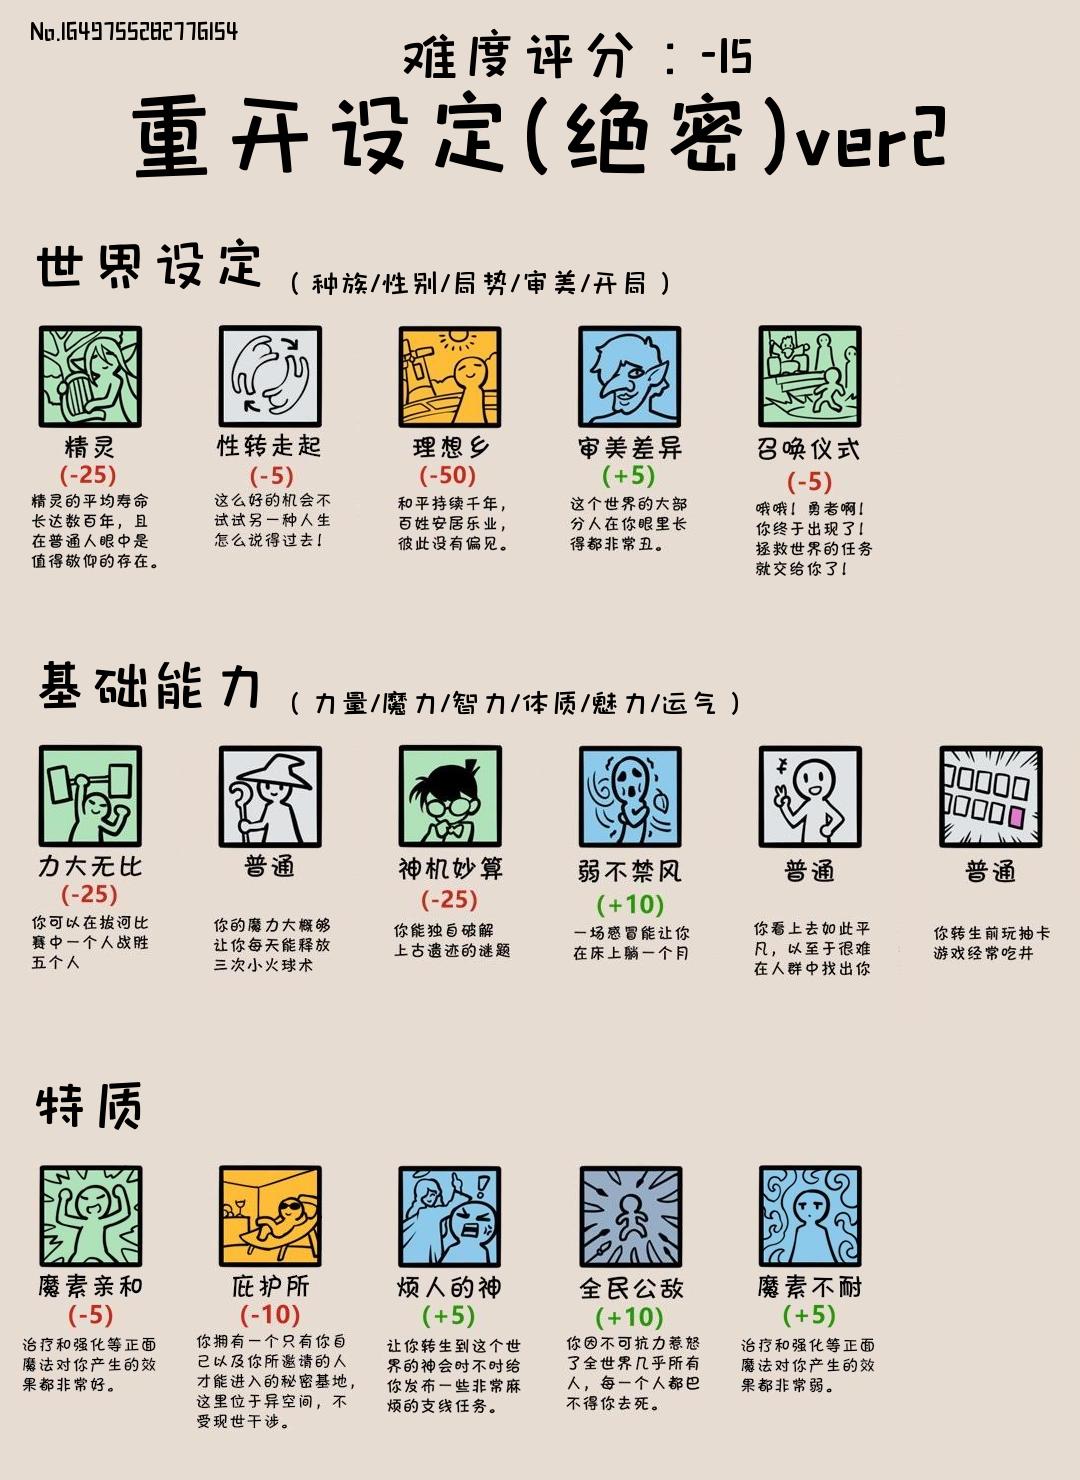 No.1649755282776154
难度评分：-15
重开设定(绝密)ver2
世界设定 （种族/性别/局势/审美/开局）
精灵
(-25)
精灵的平均寿命
长达数百年，且
在普通人眼中是
值得敬仰的存在。
性转走起
(-5)
这么好的机会不
试试另一种人生
怎么说得过去！
理想乡
(-50)
和平持续千年，
百姓安居乐业，
彼此没有偏见。
审美差异
(+5)
这个世界的大部
分人在你眼里长
得都非常丑。
召唤仪式
(-5)
哦哦！勇者啊！
你终于出现了！
拯救世界的任务
就交给你了！
基础能力 （力量/魔力/智力/体质/魅力/运气）
力大无比
(-25)
你可以在拔河比
赛中一个人战胜
五个人
普通
你的魔力大概够
让你每天能释放
三次小火球术
神机妙算
(-25)
你能独自破解
上古遗迹的谜题
弱不禁风
(+10)
一场感冒能让你
在床上躺一个月
普通
你看上去如此平
凡，以至于很难
在人群中找出你
普通
你转生前玩抽卡
游戏经常吃井
特质
魔素亲和
(-5)
治疗和强化等正面
魔法对你产生的效
果都非常好。
庇护所
(-10)
你拥有一个只有你自
己以及你所邀请的人
才能进入的秘密基地，
这里位于异空间，不
受现世干涉。
烦人的神
(+5)
让你转生到这个世
界的神会时不时给
你发布一些非常麻
烦的支线任务。
全民公敌
(+10)
你因不可抗力惹怒
了全世界几乎所有
人，每一个人都巴
不得你去死。
魔素不耐
(+5)
治疗和强化等正面
魔法对你产生的效
果都非常弱。